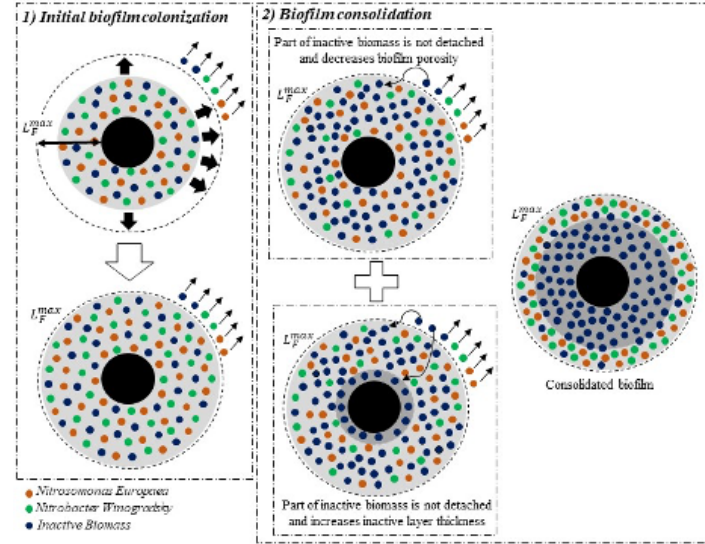 1) Initial biofilm colonization
L_F^max
L_F^max
Nitrosomonas Europaea
Nitrobacter Winogradsky
Inactive Biomass
2) Biofilm consolidation
Part of inactive biomass is not detached
and decreases biofilm porosity
L_F^max
L_F^max
Part of inactive biomass is not detached
and increases inactive layer thickness
L_F^max
Consolidated biofilm